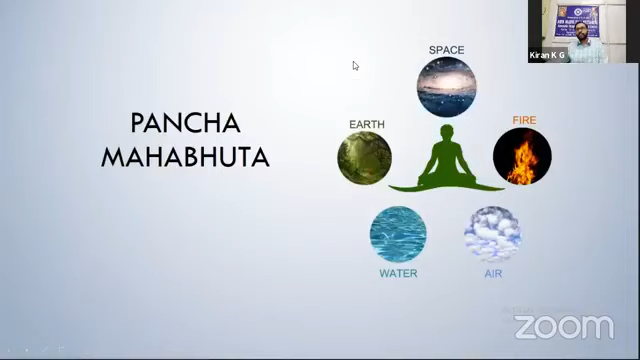 PANCHA
MAHABHUTA
SPACE
EARTH
FIRE
WATER
AIR
Kiran K G
zoom